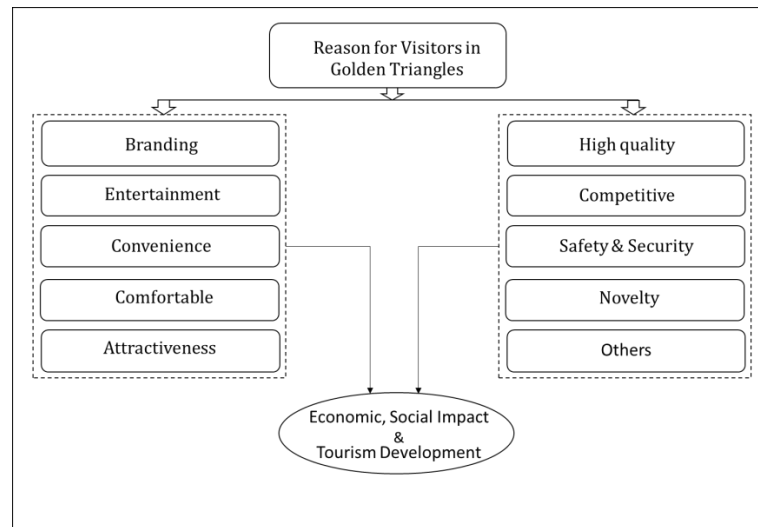 Reason for Visitors in
Golden Triangles
Branding
Entertainment
Convenience
Comfortable
Attractiveness
High quality
Competitive
Safety & Security
Novelty
Others
Economic, Social Impact
&
Tourism Development